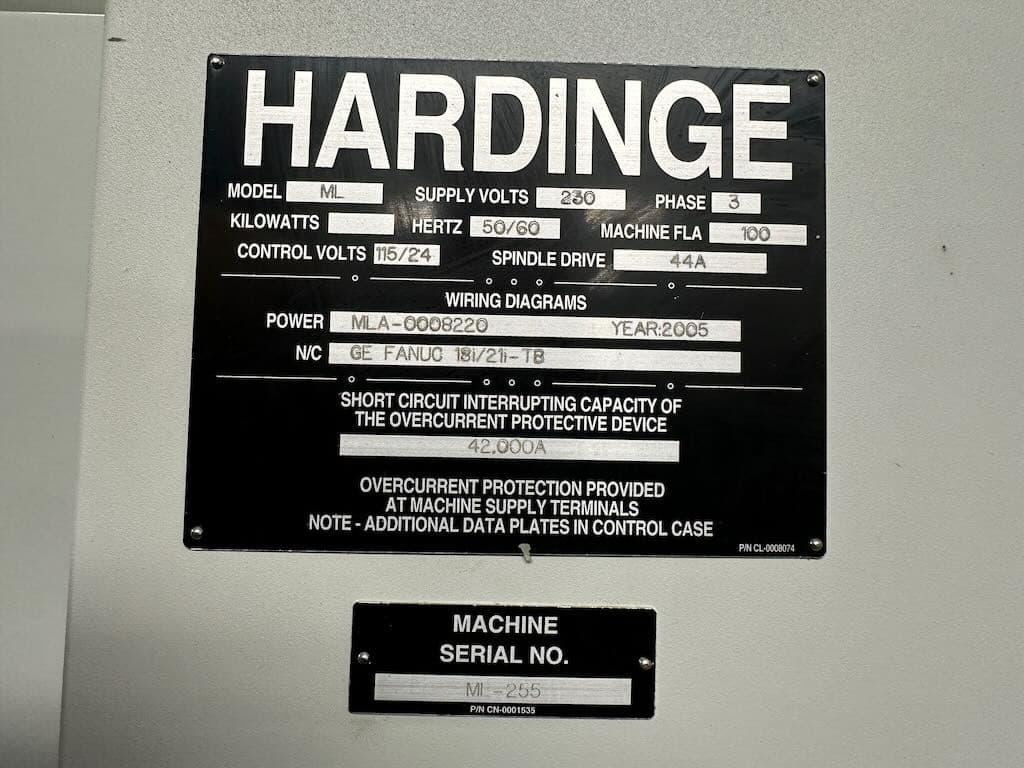 HARDINGE
MODEL ML SUPPLY VOLTS 230 PHASE 3
KILOWATTS HERTZ 50/60 MACHINE FLA 100
CONTROL VOLTS 115/24 SPINDLE DRIVE 44A
WIRING DIAGRAMS
POWER MLA-0008220 YEAR:2005
N/C GE FANUC 18i/21i-TB
SHORT CIRCUIT INTERRUPTING CAPACITY OF
THE OVERCURRENT PROTECTIVE DEVICE
42,000A
OVERCURRENT PROTECTION PROVIDED
AT MACHINE SUPPLY TERMINALS
NOTE - ADDITIONAL DATA PLATES IN CONTROL CASE
P/N CL-0008074
MACHINE
SERIAL NO.
ML-255
P/N CN-0001535